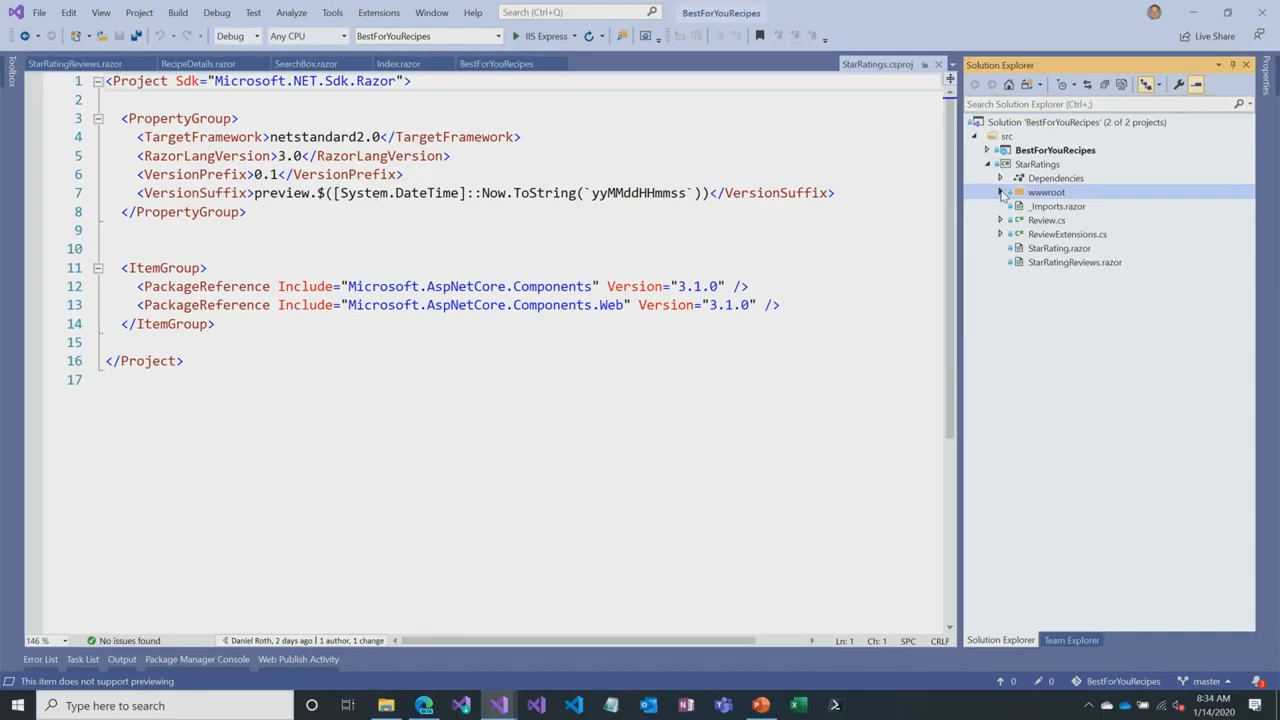 File Edit View Project Build Debug Test Analyze Tools Extensions Window Help Search (Ctrl+Q) BestForYouRecipes
Debug Any CPU BestForYouRecipes IIS Express Live Share
StarRatingReviews.razor RecipeDetails.razor SearchBox.razor Index.razor BestForYouRecipes StarRatings.csproj
Toolbox
1 <Project Sdk="Microsoft.NET.Sdk.Razor">
2
3 <PropertyGroup>
4 <TargetFramework>netstandard2.0</TargetFramework>
5 <RazorLangVersion>3.0</RazorLangVersion>
6 <VersionPrefix>0.1</VersionPrefix>
7 <VersionSuffix>preview.$([System.DateTime]::Now.ToString(`yyMMddHHmmss`))</VersionSuffix>
8 </PropertyGroup>
9
10
11 <ItemGroup>
12 <PackageReference Include="Microsoft.AspNetCore.Components" Version="3.1.0" />
13 <PackageReference Include="Microsoft.AspNetCore.Components.Web" Version="3.1.0" />
14 </ItemGroup>
15
16 </Project>
17
146 % No issues found Daniel Roth, 2 days ago | 1 author, 1 change Ln: 1 Ch: 1 SPC CRLF
Solution Explorer
Search Solution Explorer (Ctrl+;)
Solution 'BestForYouRecipes' (2 of 2 projects)
src
BestForYouRecipes
StarRatings
Dependencies
wwwroot
_Imports.razor
Review.cs
ReviewExtensions.cs
StarRating.razor
StarRatingReviews.razor
Solution Explorer Team Explorer
Properties
Error List Task List Output Package Manager Console Web Publish Activity
This item does not support previewing 0 0 BestForYouRecipes master 3
Type here to search
8:34 AM
1/14/2020